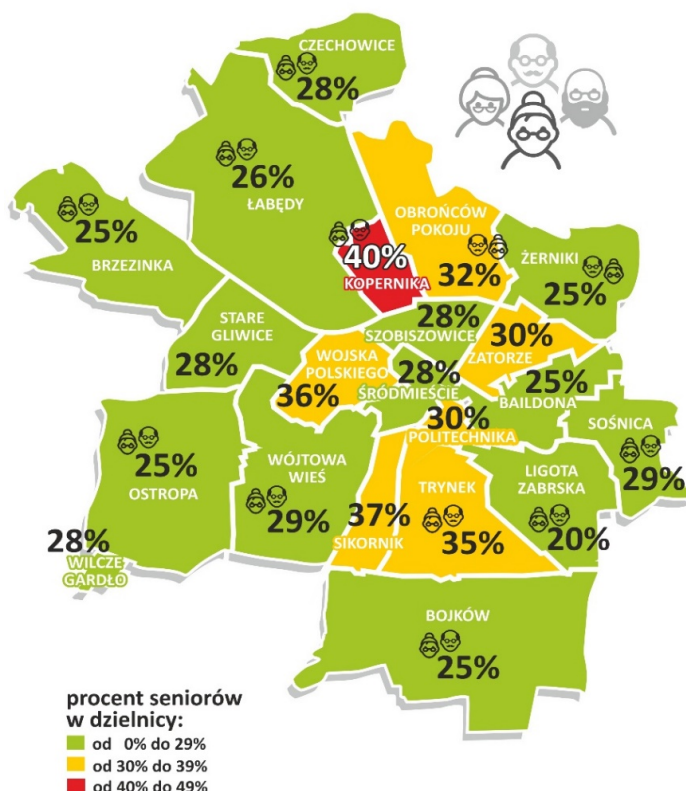 CZECHOWICE
28%
26%
ŁABĘDY
25%
BRZEZINKA
OBROŃCÓW
POKOJU
32%
40%
KOPERNIKA
ŻERNIKI
25%
STARE
GLIWICE
28%
28%
SZOBISZOWICE
30%
ZATORZE
WOJSKA
POLSKIEGO
36%
28%
ŚRÓDMIEŚCIE
25%
BAILDONA
30%
POLITECHNIKA
SOŚNICA
29%
25%
OSTROPA
WÓJTOWA
WIEŚ
29%
37%
SIKORNIK
TRYNEK
35%
LIGOTA
ZABRSKA
20%
28%
WILCZE
GARDŁO
BOJKÓW
25%
procent seniorów
w dzielnicy:
od 0% do 29%
od 30% do 39%
od 40% do 49%